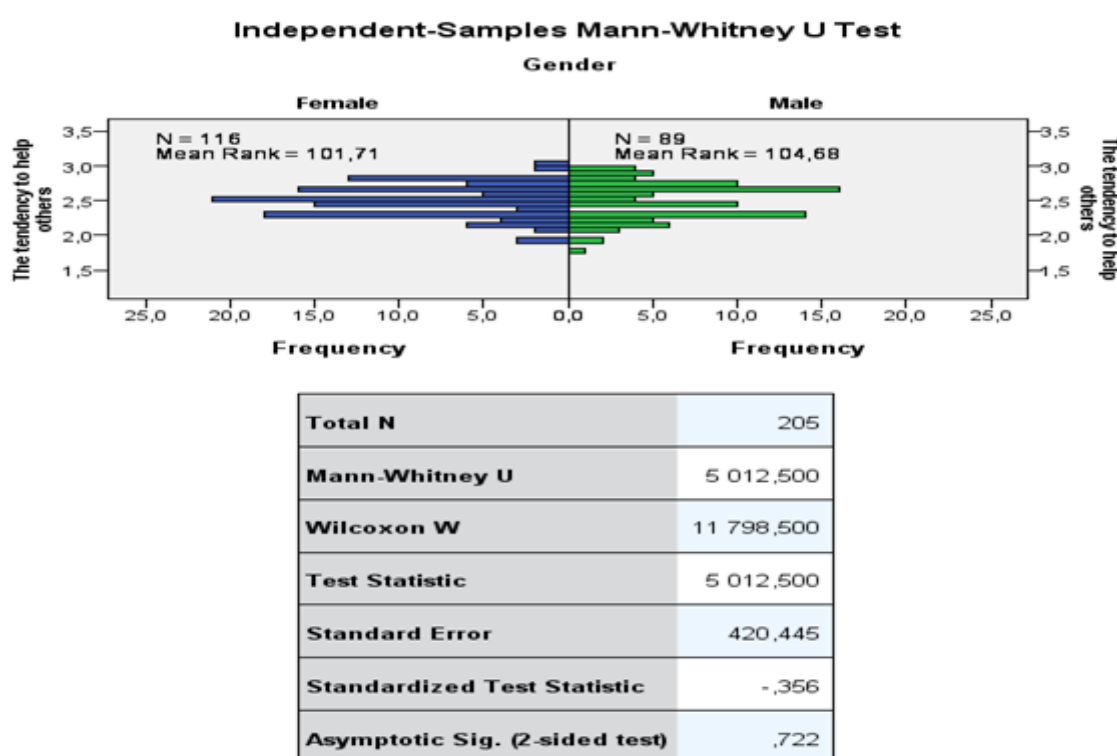 Independent-Samples Mann-Whitney U Test
Gender
Female Male
N = 116
Mean Rank = 101,71
N = 89
Mean Rank = 104,68
The tendency to help
others
3,5
3,0
2,5
2,0
1,5
3,5
3,0
2,5
2,0
1,5
The tendency to help
others
25,0 20,0 15,0 10,0 5,0 0,0 5,0 10,0 15,0 20,0 25,0
Frequency Frequency
Total N 205
Mann-Whitney U 5 012,500
Wilcoxon W 11 798,500
Test Statistic 5 012,500
Standard Error 420,445
Standardized Test Statistic -,356
Asymptotic Sig. (2-sided test) ,722